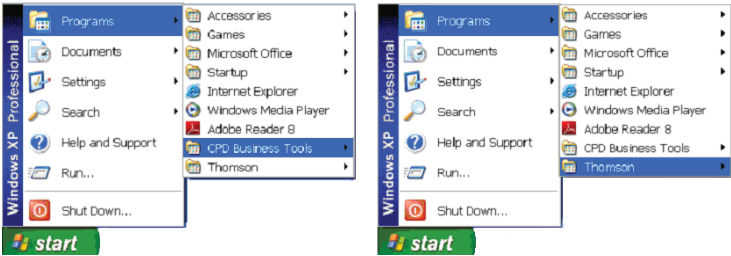 Windows XP Professional
Programs
Documents
Settings
Search
Help and Support
Run...
Shut Down...
start
Accessories
Games
Microsoft Office
Startup
Internet Explorer
Windows Media Player
Adobe Reader 8
CPD Business Tools
Thomson
Windows XP Professional
Programs
Documents
Settings
Search
Help and Support
Run...
Shut Down...
start
Accessories
Games
Microsoft Office
Startup
Internet Explorer
Windows Media Player
Adobe Reader 8
CPD Business Tools
Thomson